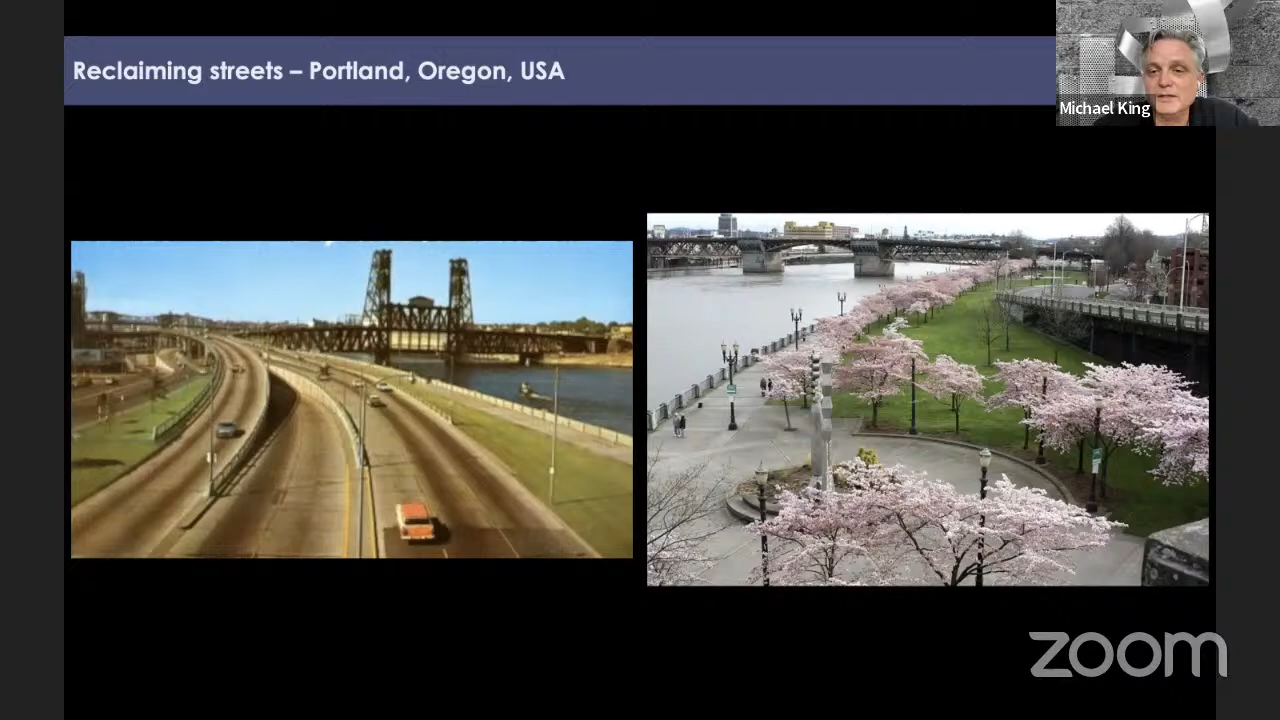 Reclaiming streets – Portland, Oregon, USA
Michael King
zoom